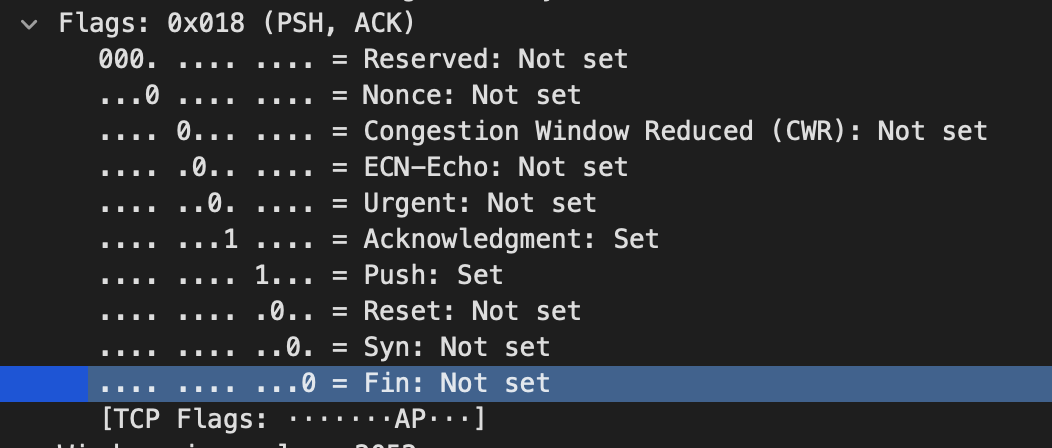 Flags: 0x018 (PSH, ACK)
000. .... .... = Reserved: Not set
...0 .... .... = Nonce: Not set
.... 0... .... = Congestion Window Reduced (CWR): Not set
.... .0.. .... = ECN-Echo: Not set
.... ..0. .... = Urgent: Not set
.... ...1 .... = Acknowledgment: Set
.... .... 1... = Push: Set
.... .... .0.. = Reset: Not set
.... .... ..0. = Syn: Not set
.... .... ...0 = Fin: Not set
[TCP Flags: ·······AP···]